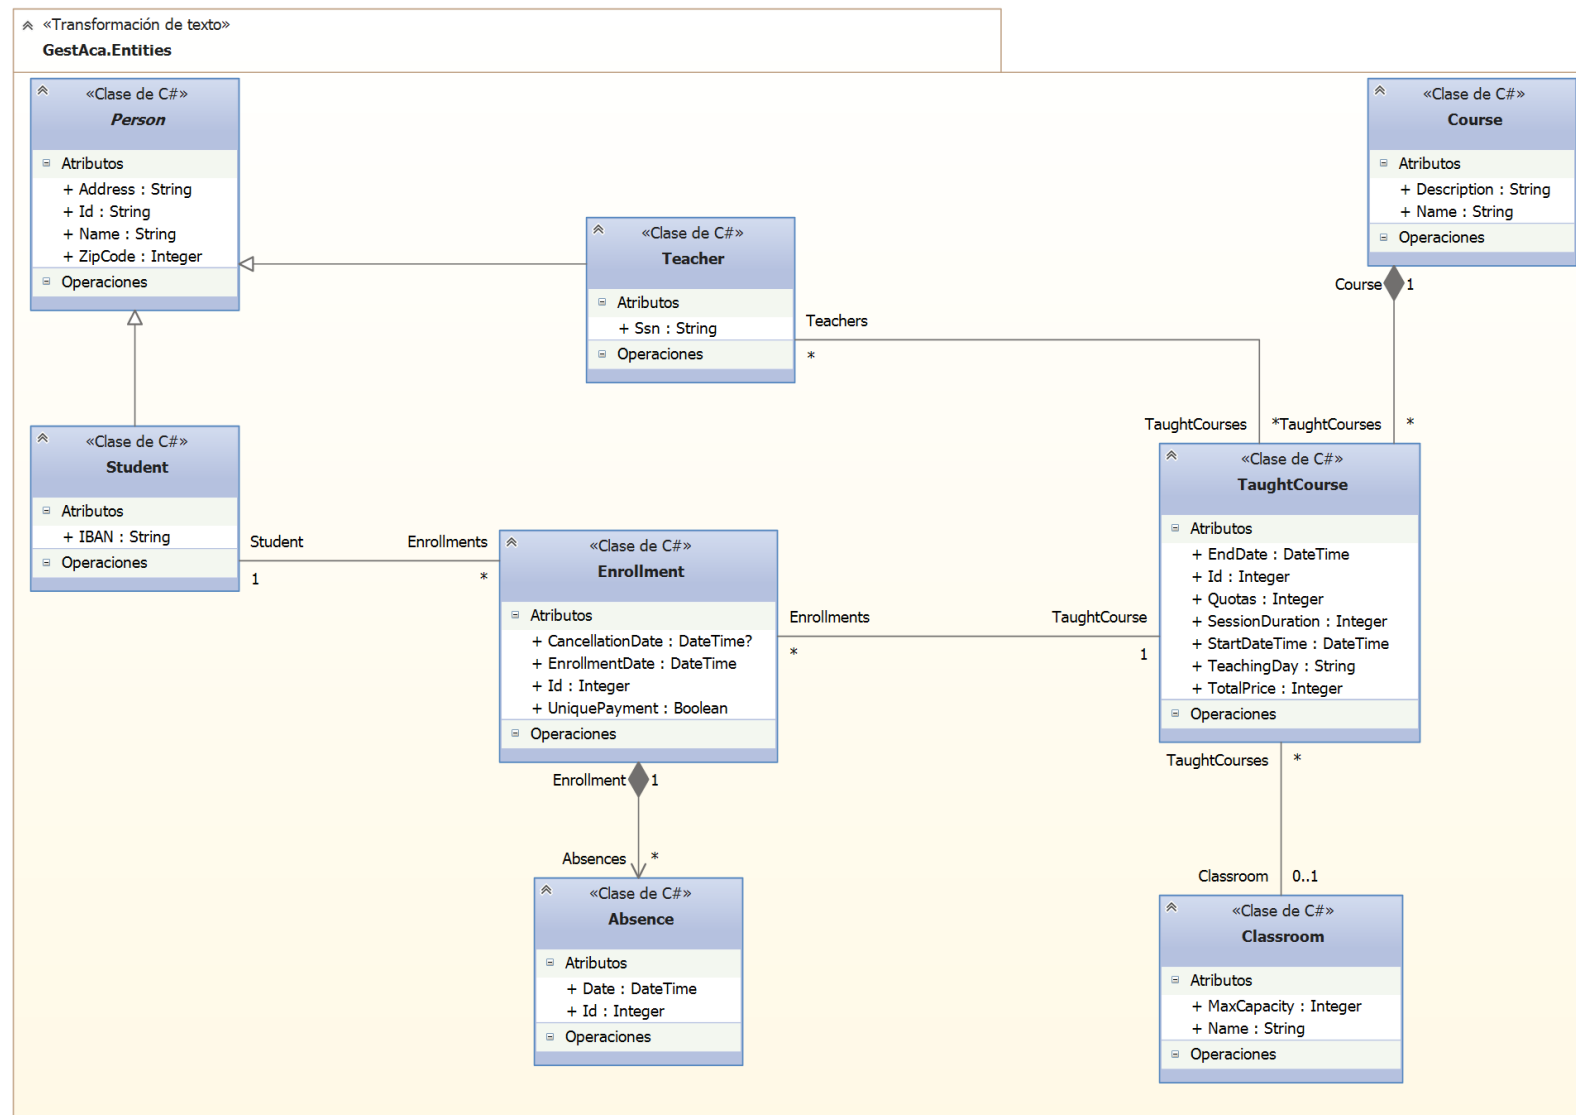 «Transformación de texto»
GestAca.Entities
«Clase de C#»
Person
Atributos
+ Address : String
+ Id : String
+ Name : String
+ ZipCode : Integer
Operaciones
«Clase de C#»
Course
Atributos
+ Description : String
+ Name : String
Operaciones
Course
1
«Clase de C#»
Teacher
Atributos
+ Ssn : String
Operaciones
Teachers
*
TaughtCourses
*
TaughtCourses
*
«Clase de C#»
Student
Atributos
+ IBAN : String
Operaciones
Student
1
Enrollments
*
«Clase de C#»
Enrollment
Atributos
+ CancellationDate : DateTime?
+ EnrollmentDate : DateTime
+ Id : Integer
+ UniquePayment : Boolean
Operaciones
Enrollments
*
TaughtCourse
1
«Clase de C#»
TaughtCourse
Atributos
+ EndDate : DateTime
+ Id : Integer
+ Quotas : Integer
+ SessionDuration : Integer
+ StartDateTime : DateTime
+ TeachingDay : String
+ TotalPrice : Integer
Operaciones
TaughtCourses
*
Enrollment
1
Absences
*
Classroom
0..1
«Clase de C#»
Absence
Atributos
+ Date : DateTime
+ Id : Integer
Operaciones
«Clase de C#»
Classroom
Atributos
+ MaxCapacity : Integer
+ Name : String
Operaciones